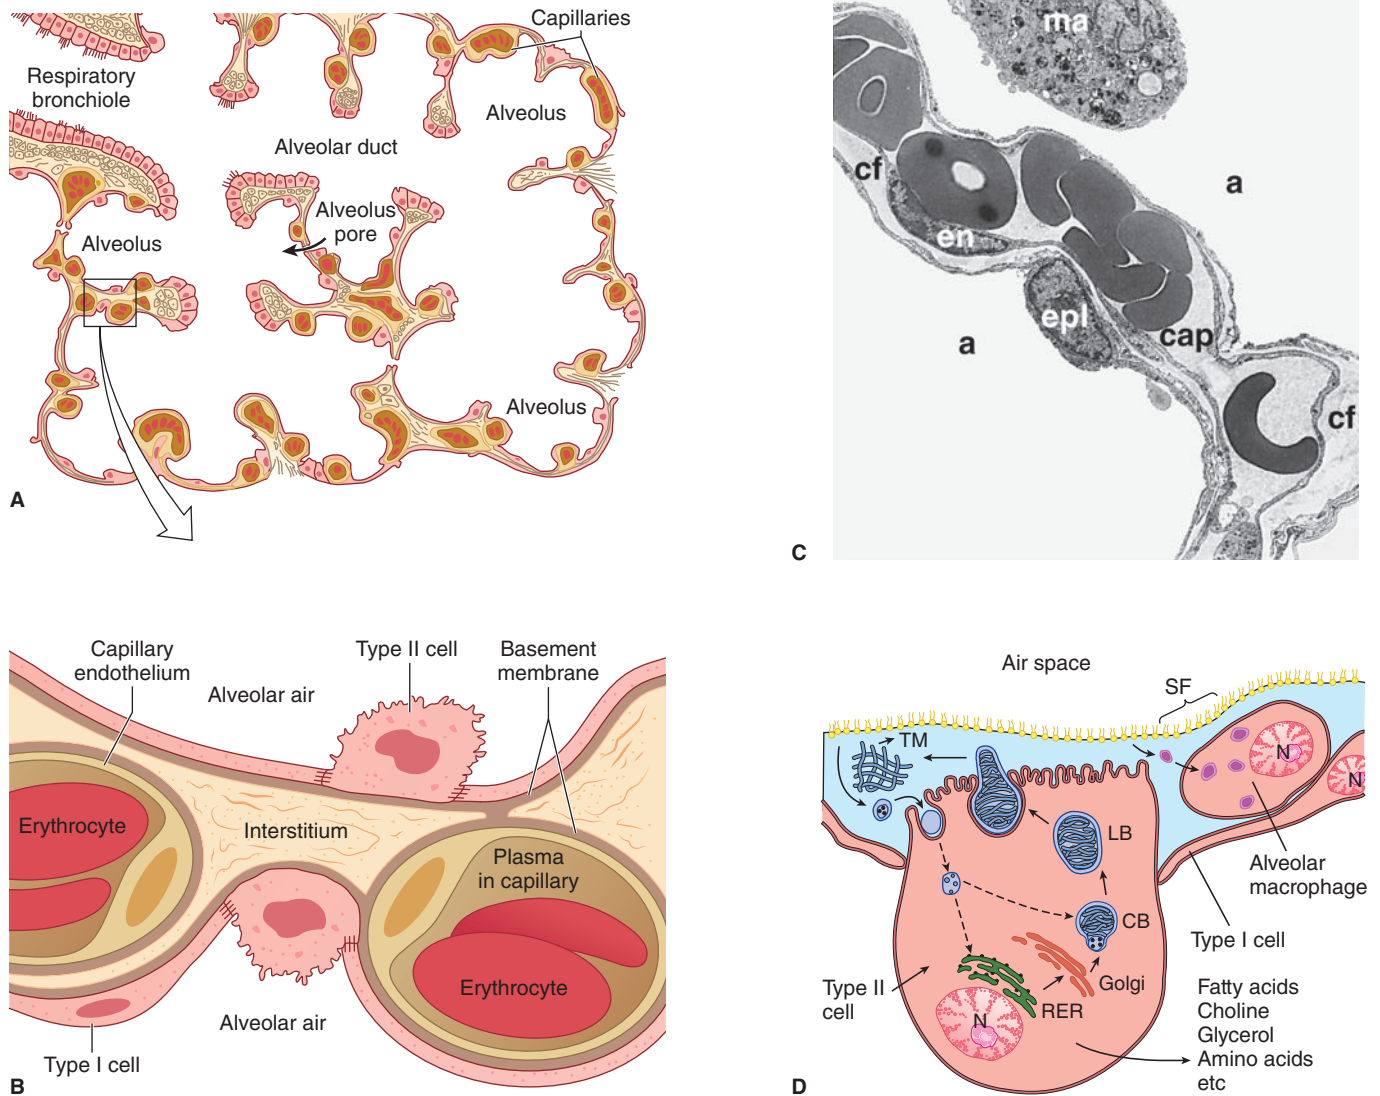 Capillaries
Respiratory
bronchiole
Alveolus
Alveolar duct
Alveolus
pore
Alveolus
Alveolus
A
ma
cf
a
en
epl
a
cap
cf
C
Capillary
endothelium
Type II cell
Basement
membrane
Alveolar air
Erythrocyte
Interstitium
Plasma
in capillary
Erythrocyte
Alveolar air
Type I cell
B
Air space
SF
TM
N
N
LB
Alveolar
macrophage
CB
Type I cell
Golgi
Type II
cell
RER
N
Fatty acids
Choline
Glycerol
Amino acids
etc
D